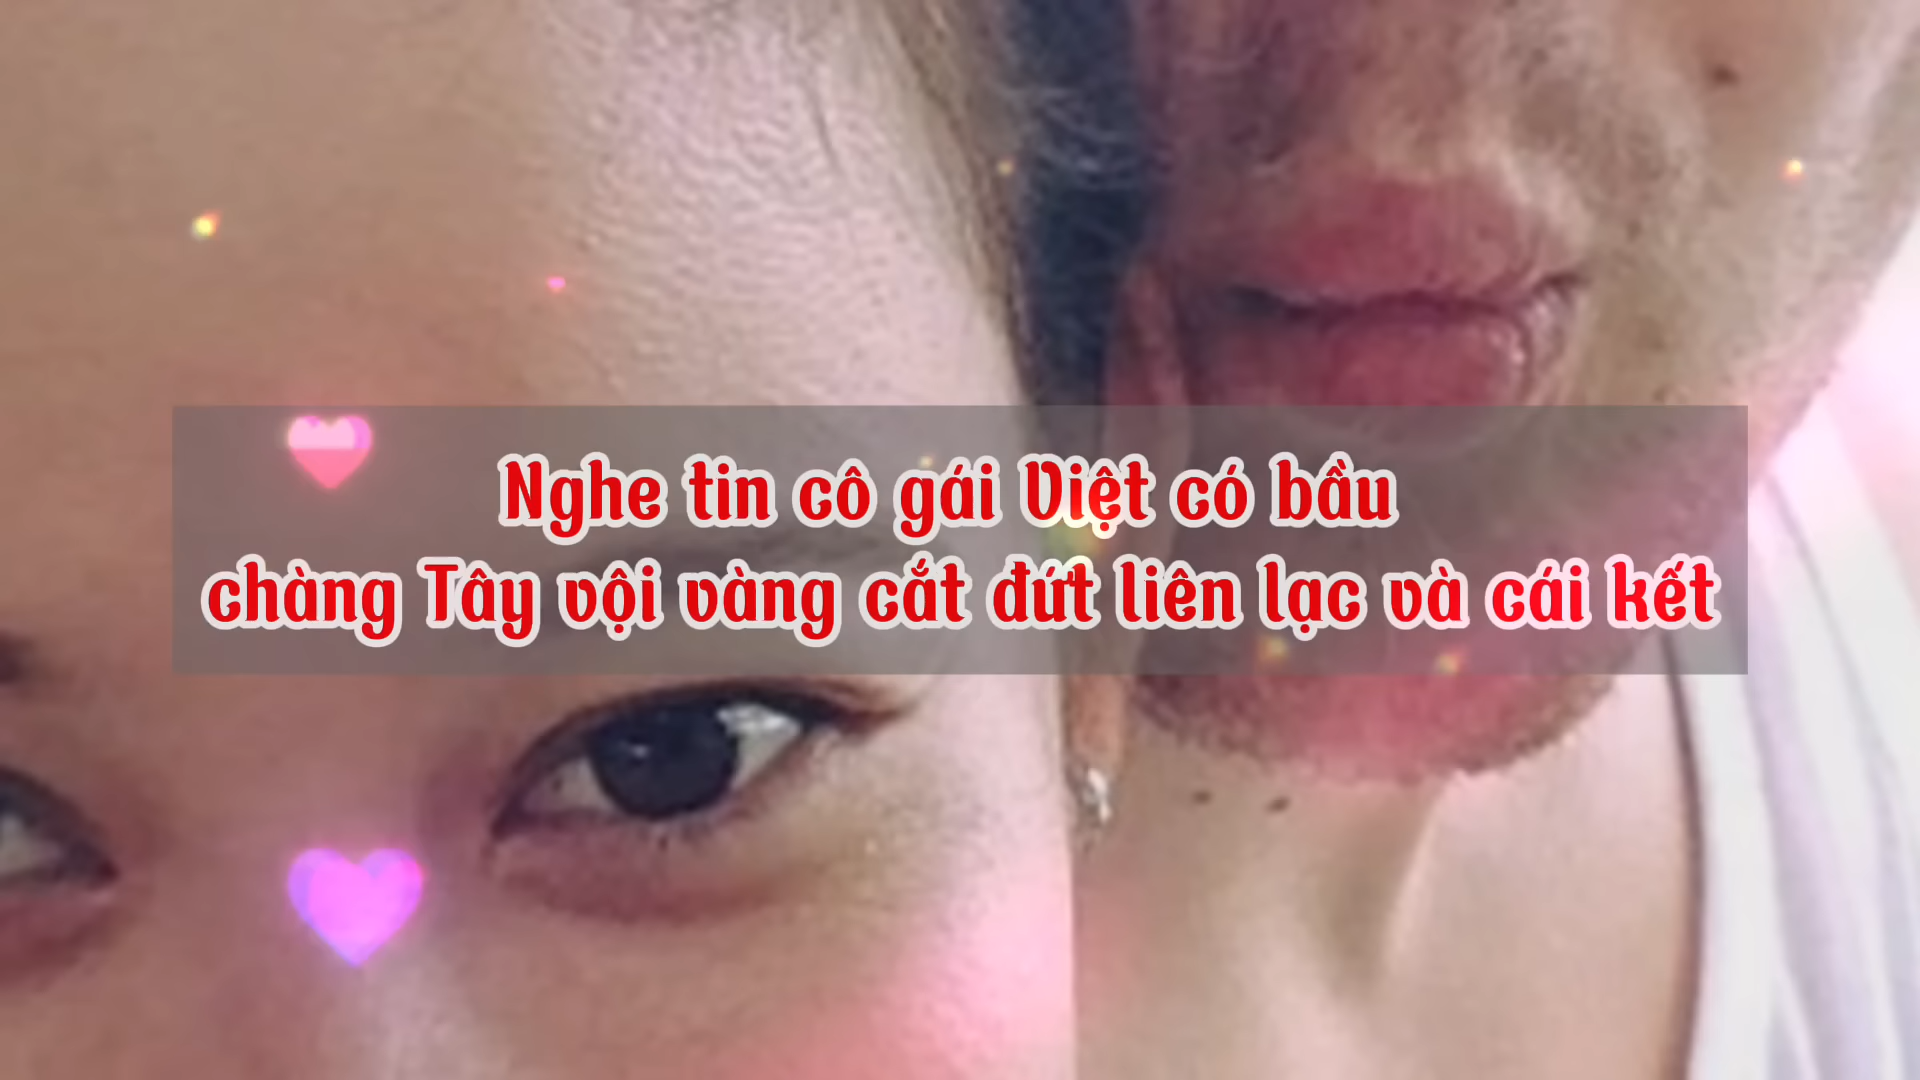 Nghe tin cô gái Việt có bầu
chàng Tây vội vàng cắt đứt liên lạc và cái kết